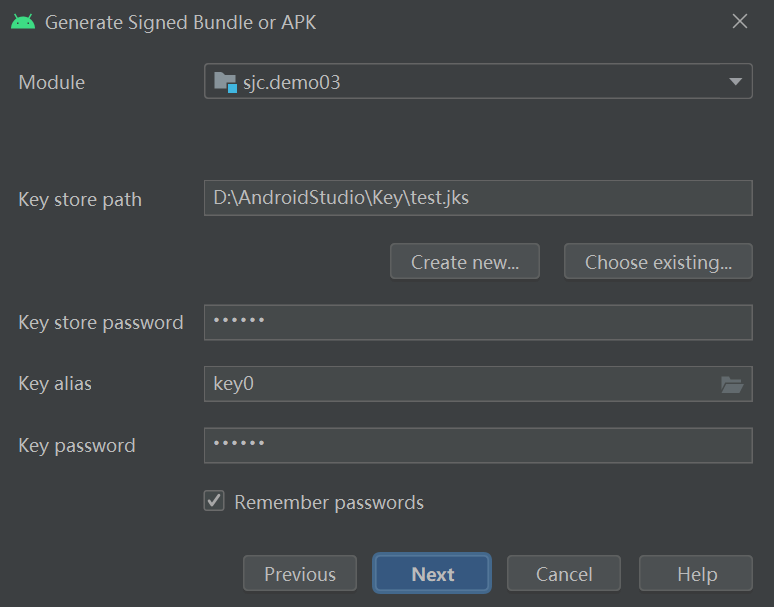 Generate Signed Bundle or APK
Module
sjc.demo03
Key store path
D:\AndroidStudio\Key\test.jks
Create new...
Choose existing...
Key store password
••••••
Key alias
key0
Key password
••••••
Remember passwords
Previous
Next
Cancel
Help